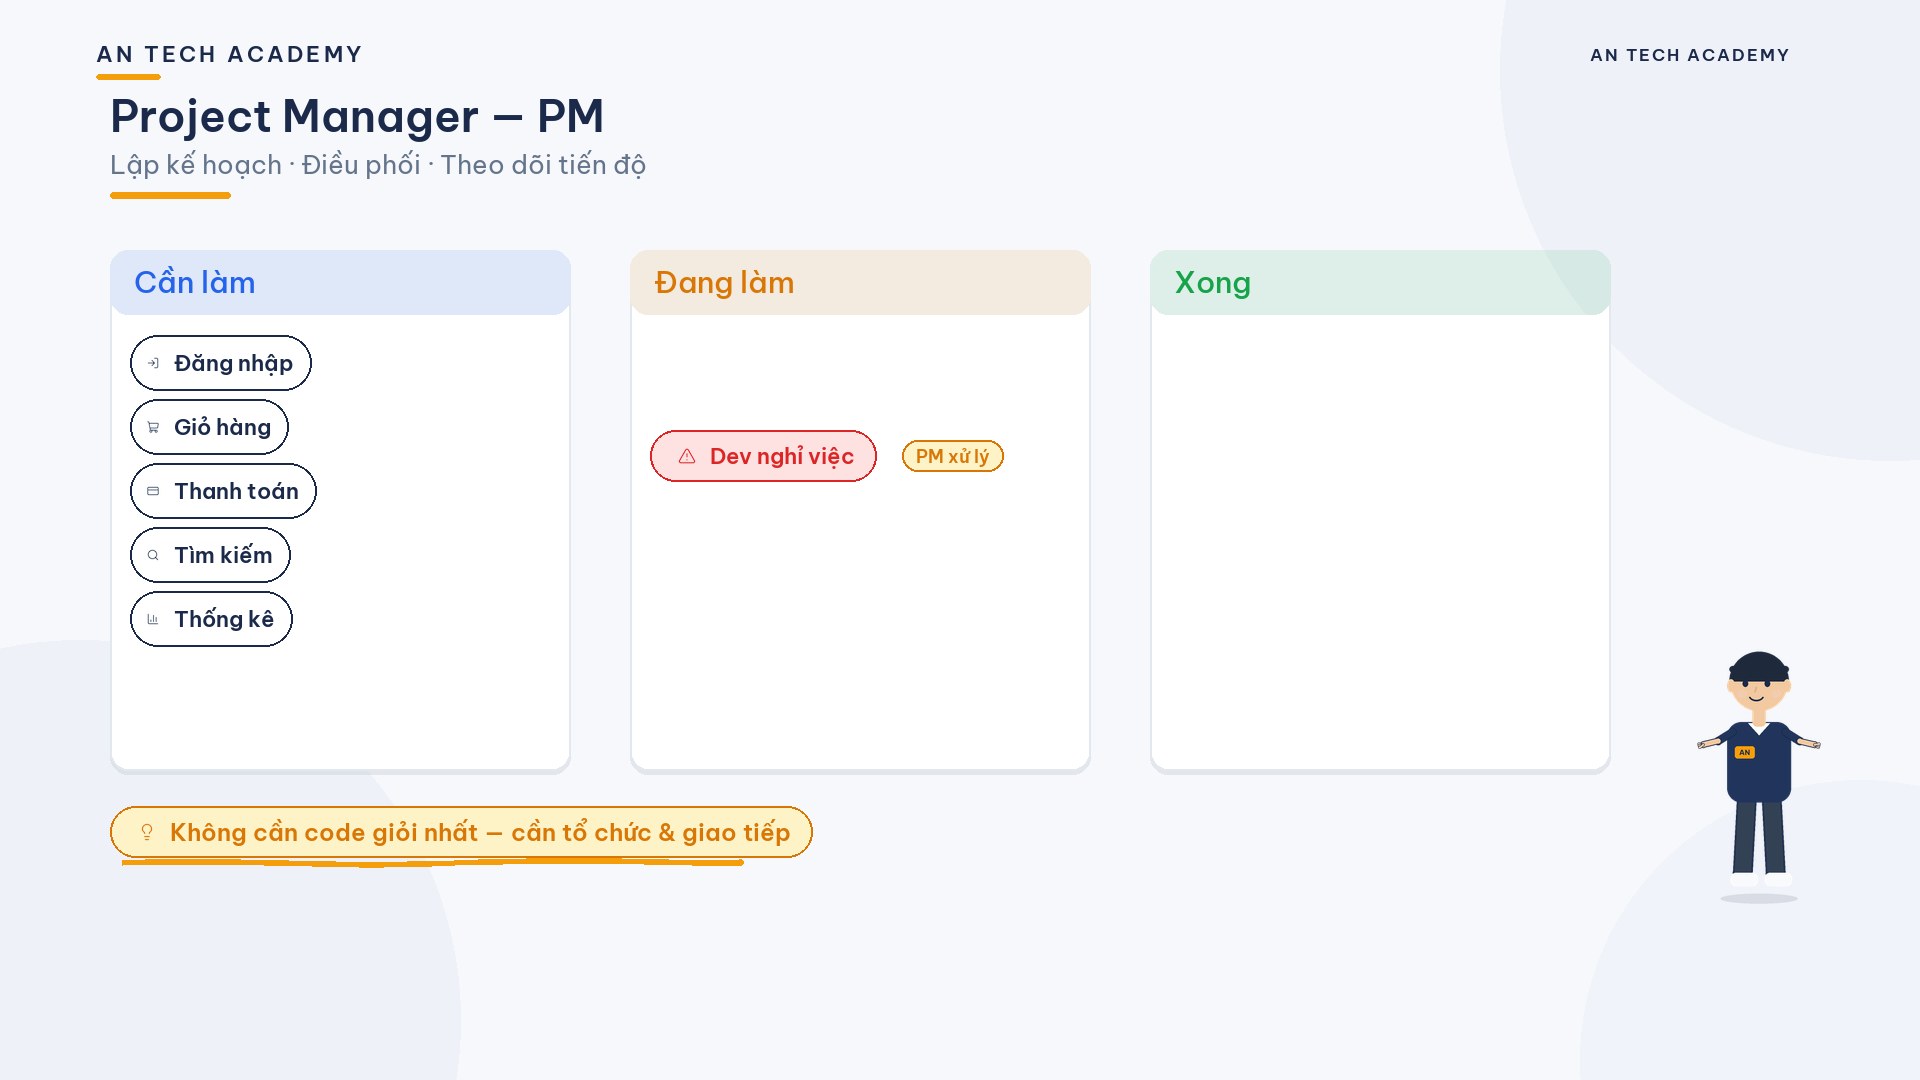 AN TECH ACADEMY
AN TECH ACADEMY
Project Manager — PM
Lập kế hoạch · Điều phối · Theo dõi tiến độ
Cần làm
Đăng nhập
Giỏ hàng
Thanh toán
Tìm kiếm
Thống kê
Đang làm
Dev nghỉ việc
PM xử lý
Xong
AN
Không cần code giỏi nhất — cần tổ chức & giao tiếp